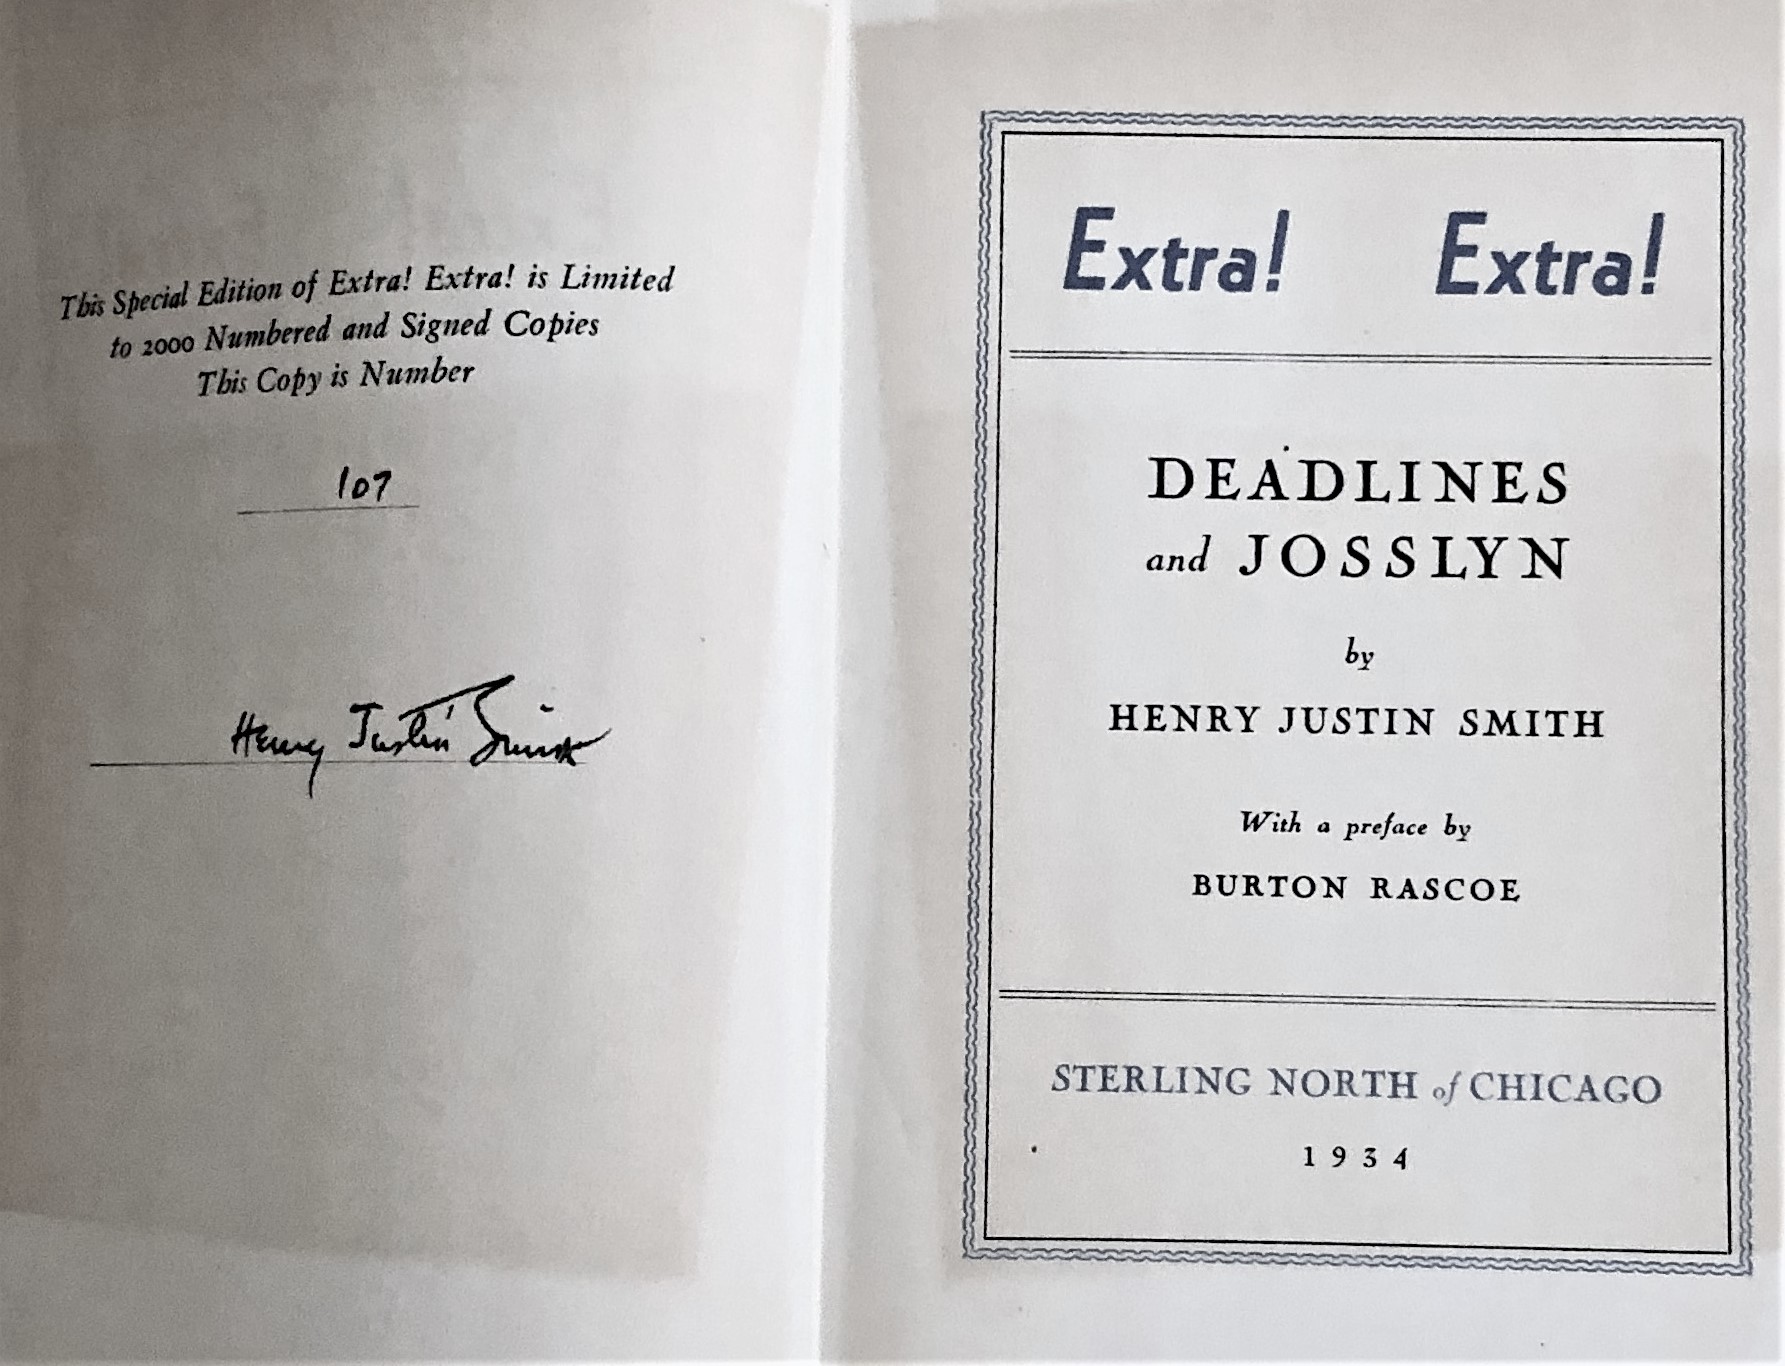 This Special Edition of Extra! Extra! is Limited
to 2000 Numbered and Signed Copies
This Copy is Number
107
Henry Justin Smith
Extra! Extra!
DEADLINES
and JOSSLYN
by
HENRY JUSTIN SMITH
With a preface by
BURTON RASCOE
STERLING NORTH of CHICAGO
1934